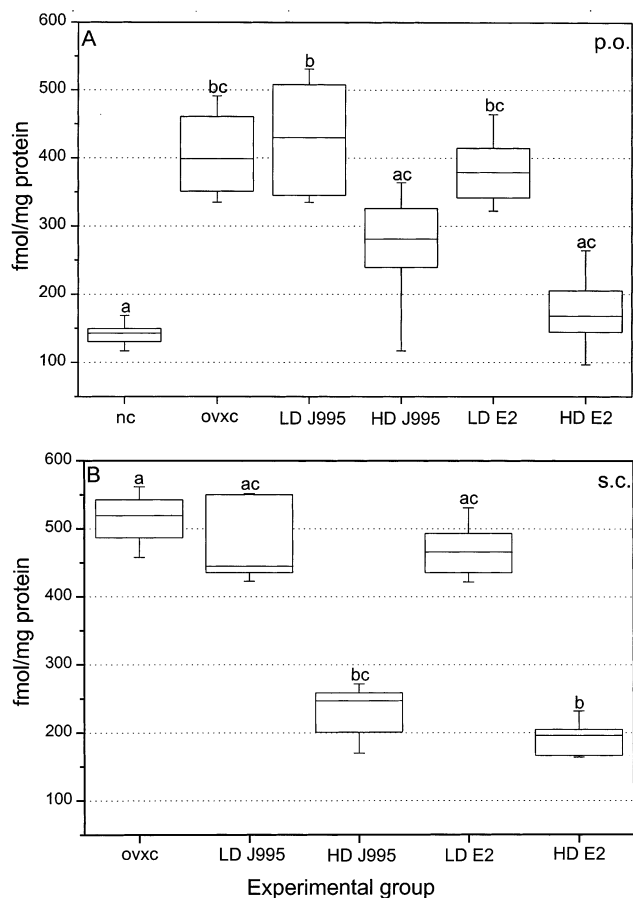 600
A
p.o.
500
400
300
200
100
fmol/mg protein
a
bc
b
ac
bc
ac
nc
ovxc
LD J995
HD J995
LD E2
HD E2
600
B
s.c.
500
400
300
200
100
fmol/mg protein
a
ac
bc
ac
b
ovxc
LD J995
HD J995
LD E2
HD E2
Experimental group